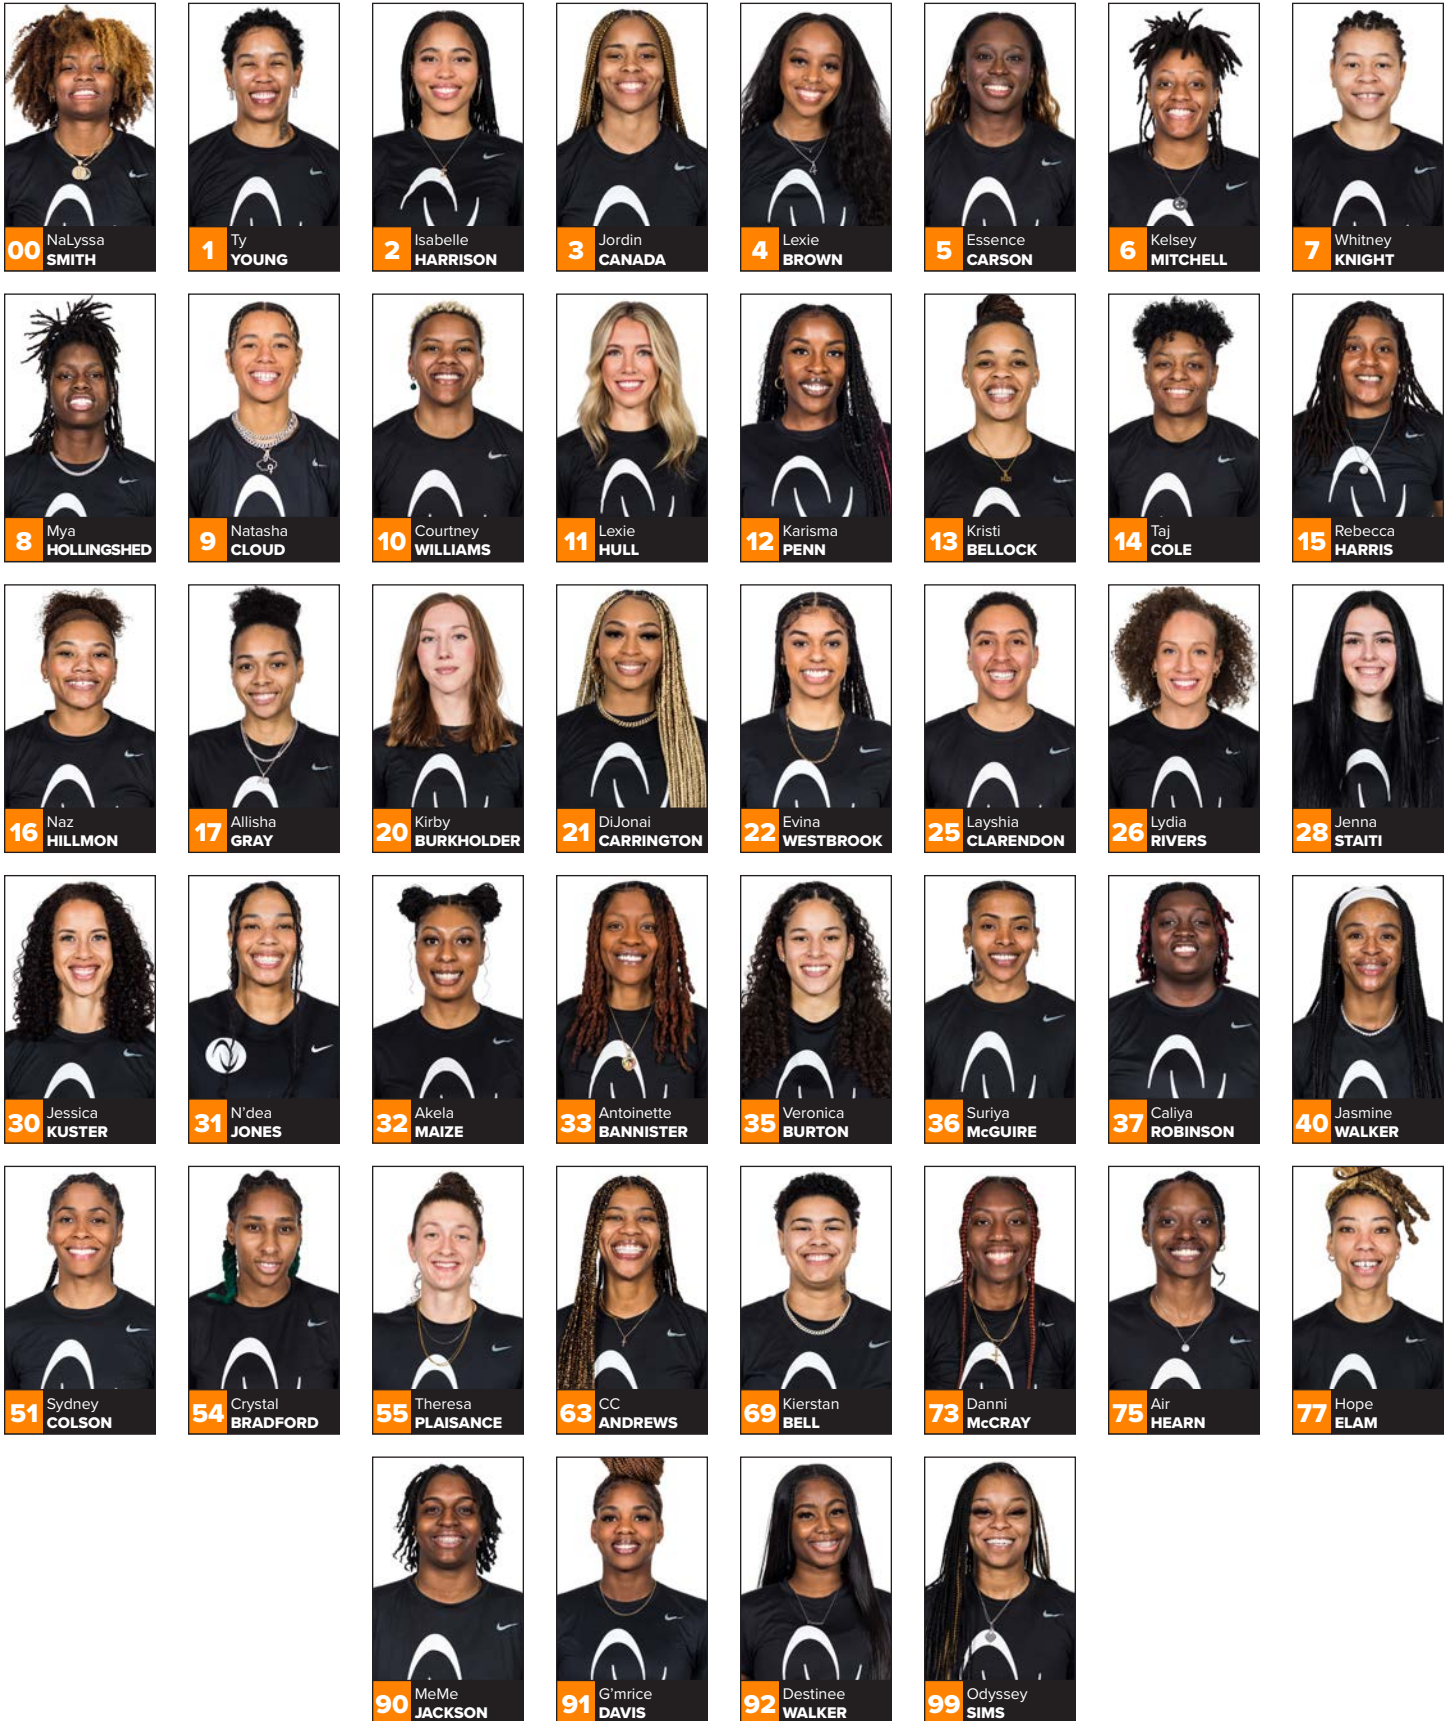 00 NaLyssa
SMITH
1 Ty
YOUNG
2 Isabelle
HARRISON
3 Jordin
CANADA
4 Lexie
BROWN
5 Essence
CARSON
6 Kelsey
MITCHELL
7 Whitney
KNIGHT
8 Mya
HOLLINGSHED
9 Natasha
CLOUD
10 Courtney
WILLIAMS
11 Lexie
HULL
12 Karisma
PENN
13 Kristi
BELLOCK
14 Taj
COLE
15 Rebecca
HARRIS
16 Naz
HILLMON
17 Allisha
GRAY
20 Kirby
BURKHOLDER
21 DiJonai
CARRINGTON
22 Evina
WESTBROOK
25 Layshia
CLARENDON
26 Lydia
RIVERS
28 Jenna
STAITI
30 Jessica
KUSTER
31 N'dea
JONES
32 Akela
MAIZE
33 Antoinette
BANNISTER
35 Veronica
BURTON
36 Suriya
McGUIRE
37 Caliya
ROBINSON
40 Jasmine
WALKER
51 Sydney
COLSON
54 Crystal
BRADFORD
55 Theresa
PLAISANCE
63 CC
ANDREWS
69 Kierstan
BELL
73 Danni
McCRAY
75 Air
HEARN
77 Hope
ELAM
90 MeMe
JACKSON
91 G'mrice
DAVIS
92 Destinee
WALKER
99 Odyssey
SIMS